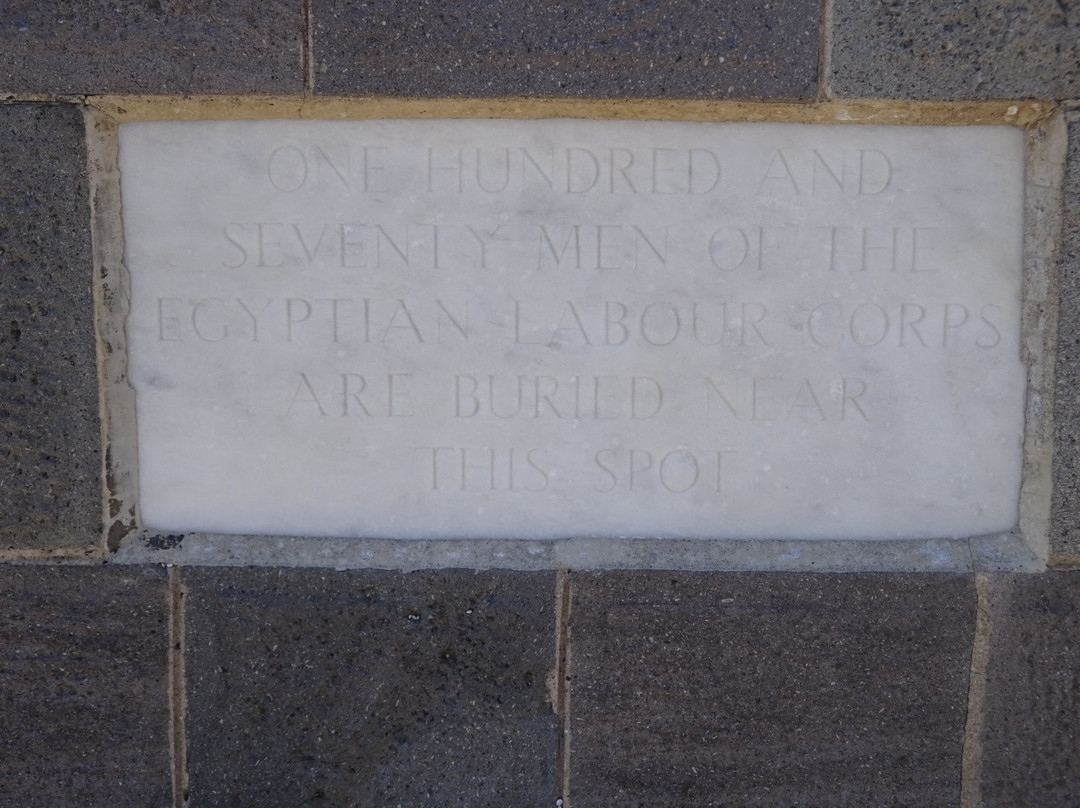 ONE HUNDRED AND
SEVENTY MEN OF THE
EGYPTIAN LABOUR CORPS
ARE BURIED NEAR
THIS SPOT